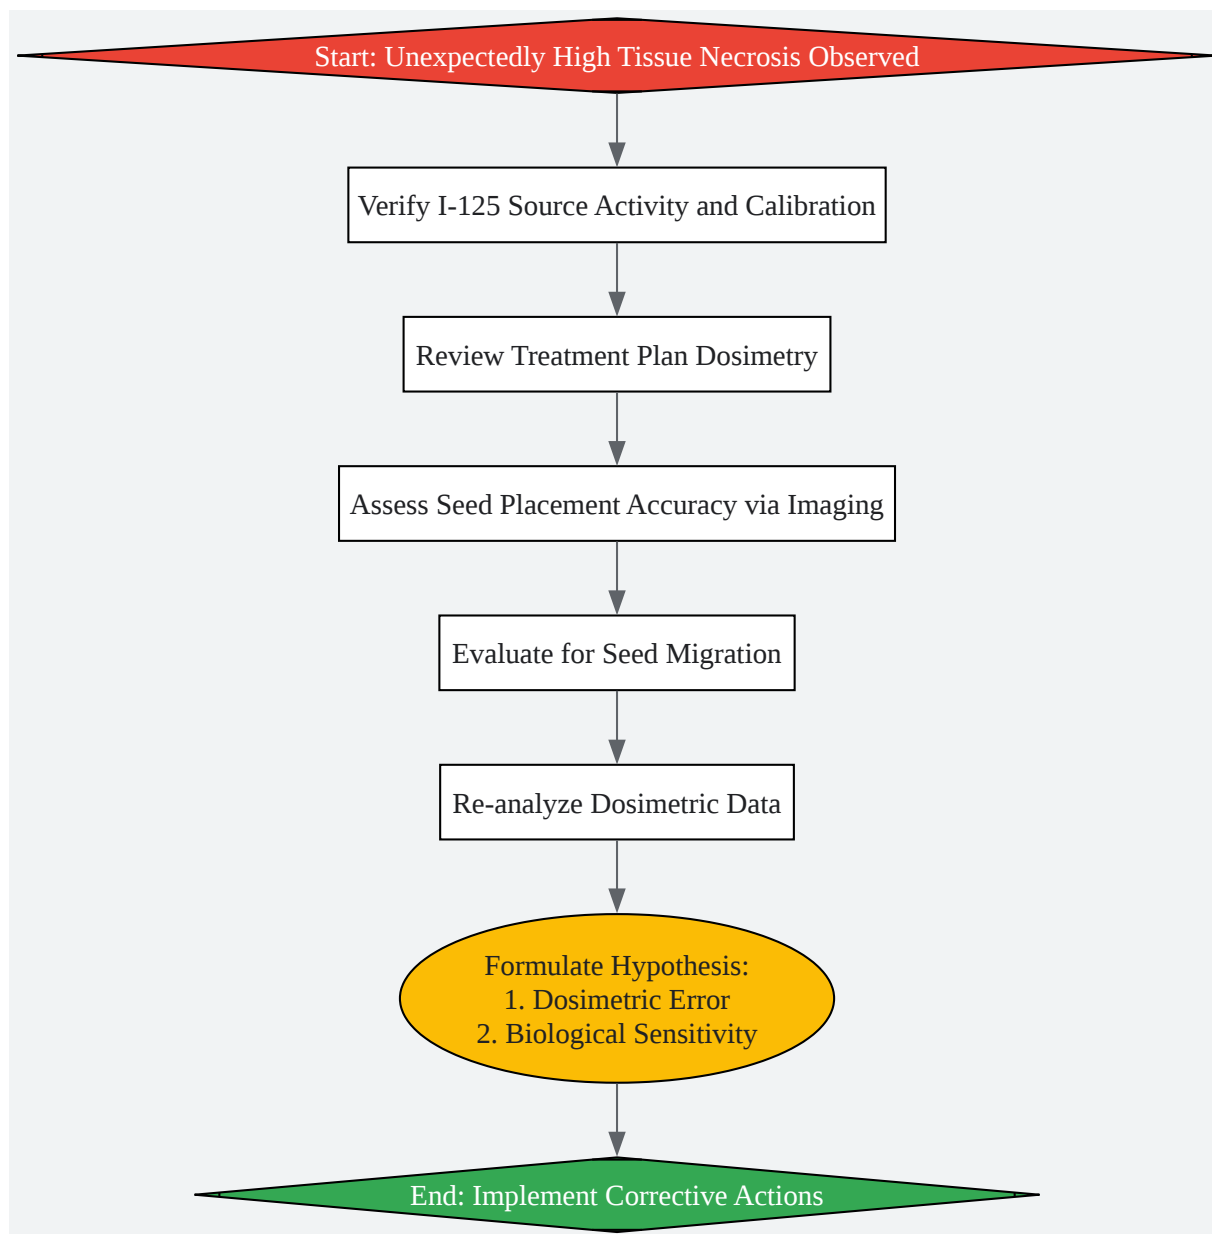 Start: Unexpectedly High Tissue Necrosis Observed
Verify I-125 Source Activity and Calibration
Review Treatment Plan Dosimetry
Assess Seed Placement Accuracy via Imaging
Evaluate for Seed Migration
Re-analyze Dosimetric Data
Formulate Hypothesis:
1. Dosimetric Error
2. Biological Sensitivity
End: Implement Corrective Actions